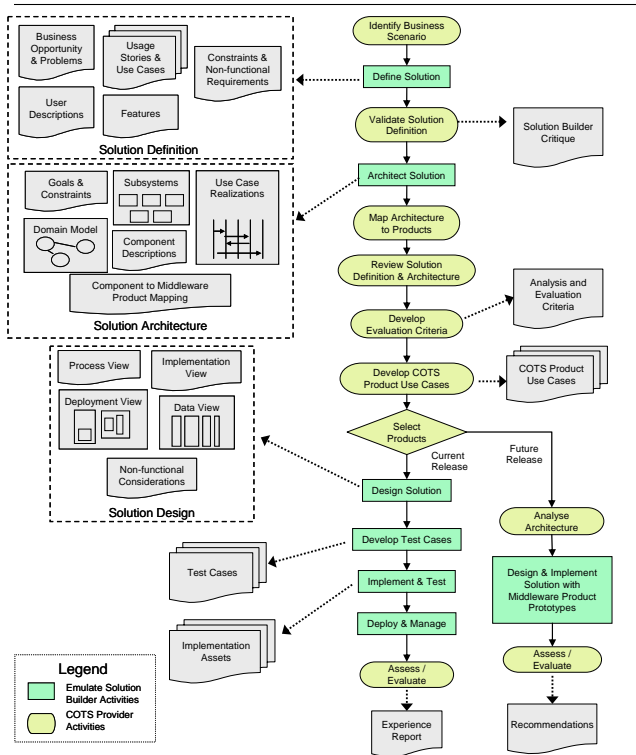 Business
Opportunity
& Problems
Usage
Stories &
Use Cases
Constraints &
Non-functional
Requirements
User
Descriptions
Features
Solution Definition
Goals &
Constraints
Subsystems
Use Case
Realizations
Domain Model
Component
Descriptions
Component to Middleware
Product Mapping
Solution Architecture
Process View
Implementation
View
Deployment View
Data View
Non-functional
Considerations
Solution Design
Test Cases
Implementation
Assets
Identify Business
Scenario
Define Solution
Validate Solution
Definition
Solution Builder
Critique
Architect Solution
Map Architecture
to Products
Review Solution
Definition & Architecture
Develop
Evaluation Criteria
Analysis and
Evaluation
Criteria
Develop COTS
Product Use Cases
COTS Product
Use Cases
Select
Products
Current
Release
Future
Release
Design Solution
Develop Test Cases
Implement & Test
Deploy & Manage
Assess /
Evaluate
Experience
Report
Analyse
Architecture
Design & Implement
Solution with
Middleware Product
Prototypes
Assess /
Evaluate
Recommendations
Legend
Emulate Solution
Builder Activities
COTS Provider
Activities